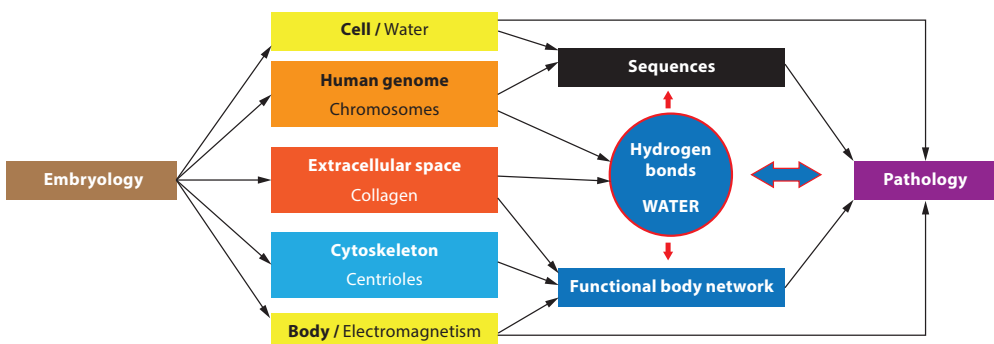 Cell / Water
Human genome
Chromosomes
Sequences
Embryology
Extracellular space
Collagen
Hydrogen
bonds
WATER
Pathology
Cytoskeleton
Centrioles
Functional body network
Body / Electromagnetism